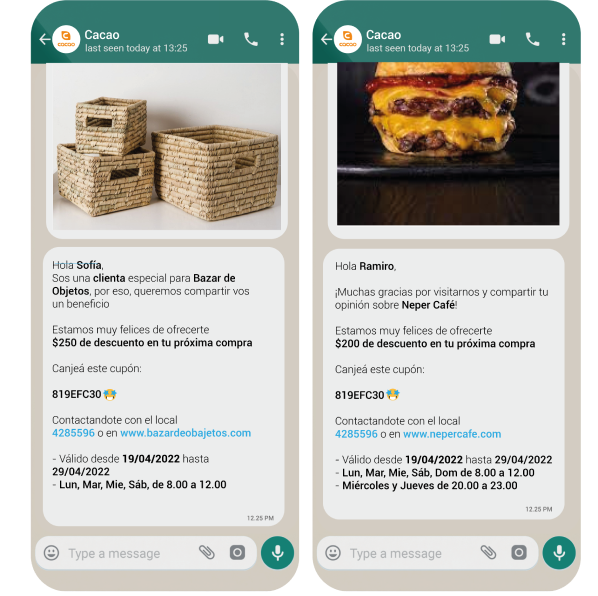 Cacao
last seen today at 13:25
cacao
Hola Sofía,
Sos una clienta especial para Bazar de
Objetos, por eso, queremos compartir vos
un beneficio
Estamos muy felices de ofrecerte
$250 de descuento en tu próxima compra
Canjeá este cupón:
819EFC30
Contactandote con el local
4285596 o en www.bazardeobajetos.com
- Válido desde 19/04/2022 hasta
29/04/2022
- Lun, Mar, Mie, Sáb, de 8.00 a 12.00
12.25 PM
Type a message
Cacao
last seen today at 13:25
cacao
Hola Ramiro,
¡Muchas gracias por visitarnos y compartir tu
opinión sobre Neper Café!
Estamos muy felices de ofrecerte
$200 de descuento en tu próxima compra
Canjeá este cupón:
819EFC30
Contactandote con el local
4285596 o en www.nepercafe.com
- Válido desde 19/04/2022 hasta 29/04/2022
- Lun, Mar, Mie, Sáb, Dom de 8.00 a 12.00
- Miércoles y Jueves de 20.00 a 23.00
12.25 PM
Type a message